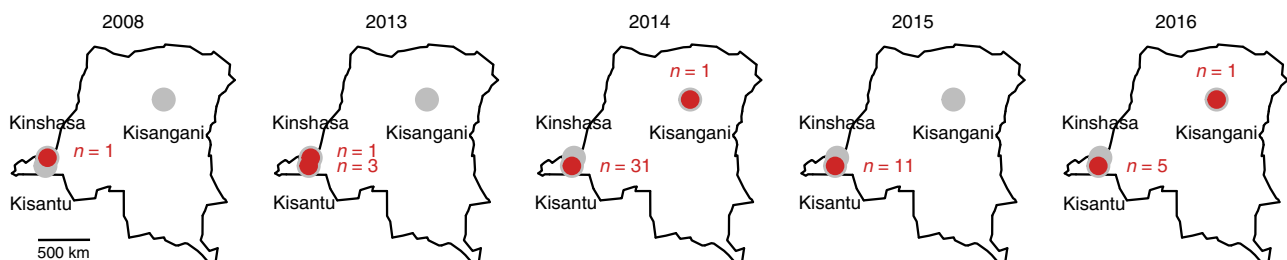 2008
2013
2014
2015
2016
Kinshasa
n = 1
Kisangani
Kisantu
500 km
Kinshasa
n = 1
n = 3
Kisangani
Kisantu
n = 1
Kinshasa
Kisangani
n = 31
Kisantu
Kinshasa
Kisangani
n = 11
Kisantu
n = 1
Kinshasa
Kisangani
n = 5
Kisantu